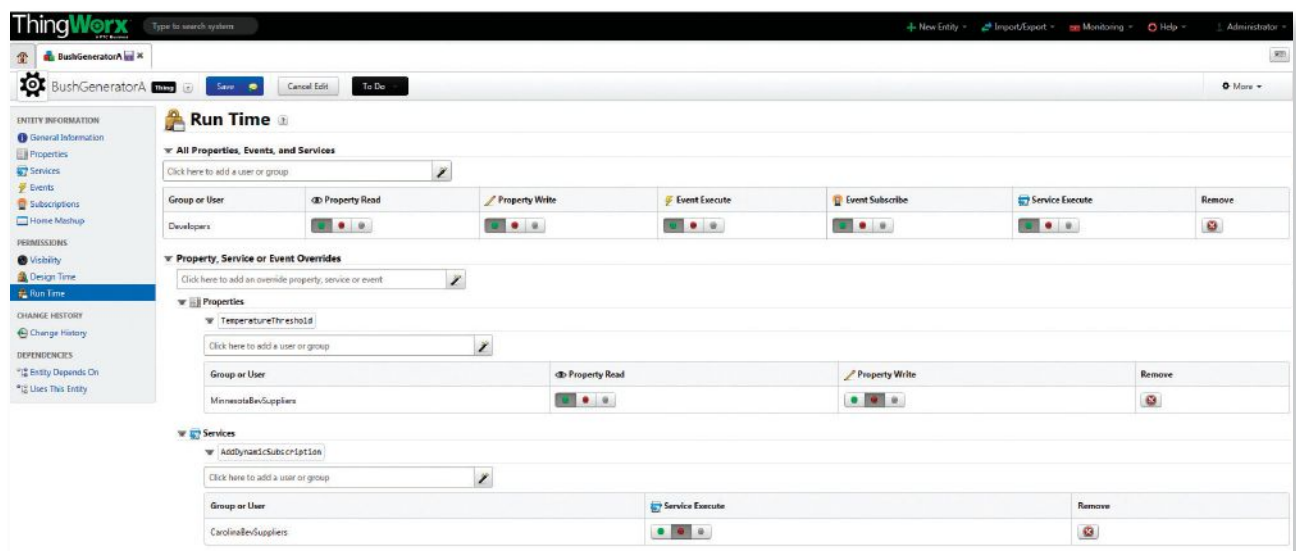 ThingWorx
Type to search system
New Entity
Import/Export
Monitoring
Help
Administrator
BushGeneratorA
BushGeneratorA Thing Save Cancel Edit To Do More
ENTITY INFORMATION
General Information
Properties
Services
Events
Subscriptions
Home Mashup
PERMISSIONS
Visibility
Design Time
Run Time
CHANGE HISTORY
Change History
DEPENDENCIES
Entity Depends On
Uses This Entity
Run Time
All Properties, Events, and Services
Click here to add a user or group
Group or User Property Read Property Write Event Execute Event Subscribe Service Execute Remove
Developers
Property, Service or Event Overrides
Click here to add an override property, service or event
Properties
TemperatureThreshold
Click here to add a user or group
Group or User Property Read Property Write Remove
MinnesotaBevSuppliers
Services
AddDynamicSubscription
Click here to add a user or group
Group or User Service Execute Remove
CarolinaBevSuppliers